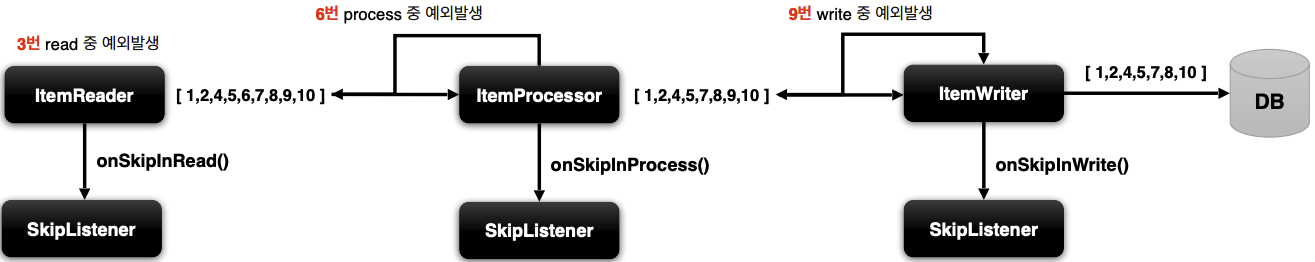 6번 process 중 예외발생
9번 write 중 예외발생
3번 read 중 예외발생
ItemReader
[ 1,2,4,5,6,7,8,9,10 ]
ItemProcessor
[ 1,2,4,5,7,8,9,10 ]
ItemWriter
[ 1,2,4,5,7,8,10 ]
DB
onSkipInRead()
onSkipInProcess()
onSkipInWrite()
SkipListener
SkipListener
SkipListener